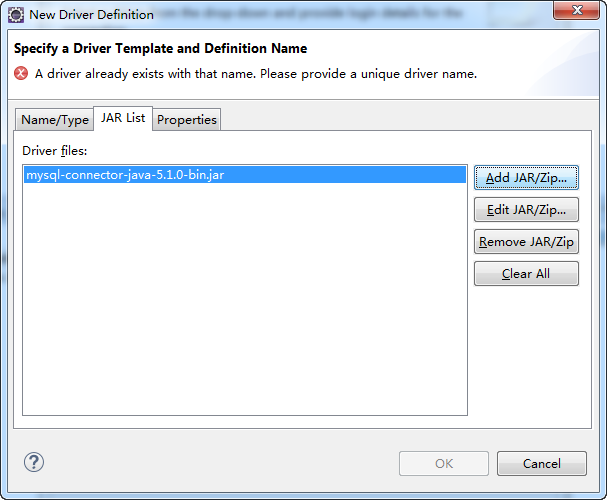 New Driver Definition
Specify a Driver Template and Definition Name
A driver already exists with that name. Please provide a unique driver name.
Name/Type
JAR List
Properties
Driver files:
mysql-connector-java-5.1.0-bin.jar
Add JAR/Zip...
Edit JAR/Zip...
Remove JAR/Zip
Clear All
OK
Cancel